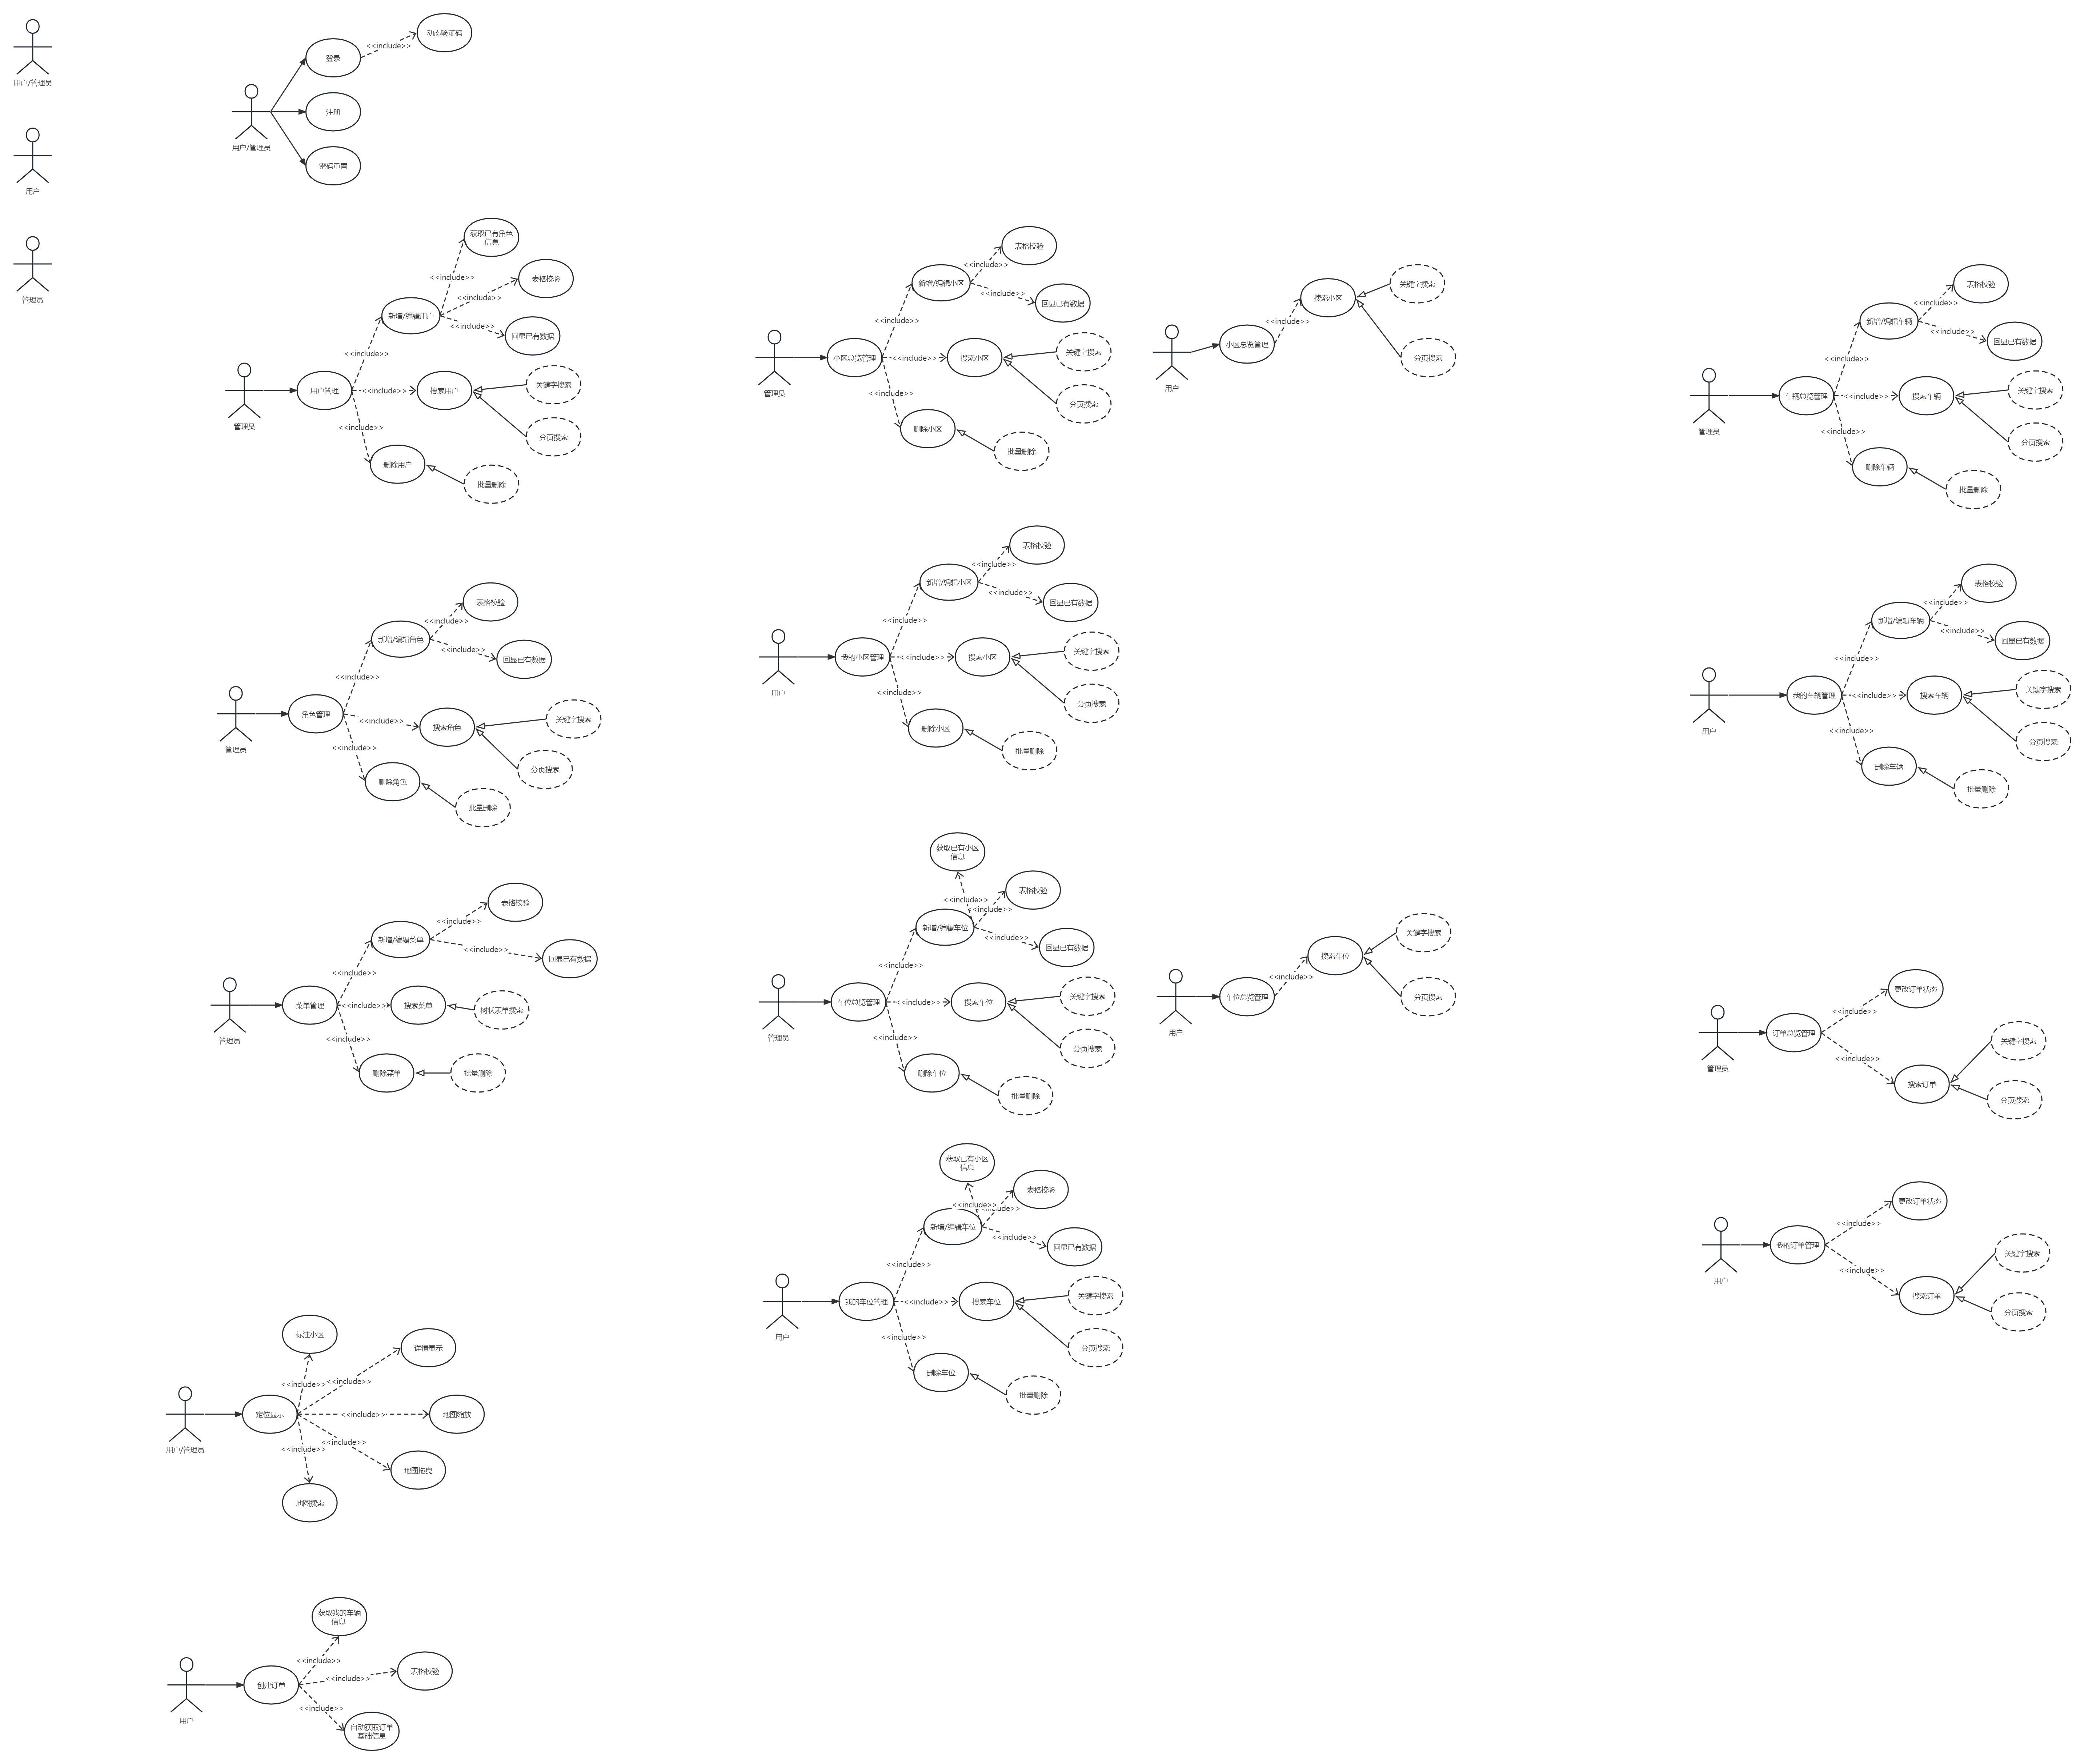 用户/管理员
用户
管理员
动态验证码
<<include>>
登录
注册
密码重置
用户/管理员
获取已有角色
信息
<<include>>
表格校验
<<include>>
新增/编辑用户
<<include>>
回显已有数据
<<include>>
用户管理
<<include>>
搜索用户
关键字搜索
管理员
<<include>>
分页搜索
删除用户
批量删除
表格校验
<<include>>
新增/编辑角色
<<include>>
回显已有数据
<<include>>
角色管理
<<include>>
搜索角色
关键字搜索
管理员
<<include>>
分页搜索
删除角色
批量删除
表格校验
<<include>>
新增/编辑菜单
<<include>>
回显已有数据
<<include>>
菜单管理
<<include>>
搜索菜单
树状表单搜索
管理员
<<include>>
删除菜单
批量删除
标注小区
详情显示
<<include>>
<<include>>
定位显示
<<include>>
地图缩放
用户/管理员
<<include>>
<<include>>
地图拖曳
地图搜索
获取我的车辆
信息
<<include>>
表格校验
<<include>>
创建订单
用户
<<include>>
自动获取订单
基础信息
表格校验
<<include>>
新增/编辑小区
<<include>>
回显已有数据
<<include>>
小区总览管理
<<include>>
搜索小区
关键字搜索
管理员
<<include>>
分页搜索
删除小区
批量删除
表格校验
<<include>>
新增/编辑小区
<<include>>
回显已有数据
<<include>>
我的小区管理
<<include>>
搜索小区
关键字搜索
用户
<<include>>
分页搜索
删除小区
批量删除
获取已有小区
信息
表格校验
<<include>>
<<include>>
新增/编辑车位
<<include>>
回显已有数据
<<include>>
车位总览管理
<<include>>
搜索车位
关键字搜索
管理员
<<include>>
分页搜索
删除车位
批量删除
获取已有小区
信息
表格校验
<<include>>
<<include>>
新增/编辑车位
<<include>>
回显已有数据
<<include>>
我的车位管理
<<include>>
搜索车位
关键字搜索
用户
<<include>>
分页搜索
删除车位
批量删除
关键字搜索
搜索小区
<<include>>
小区总览管理
分页搜索
用户
关键字搜索
搜索车位
<<include>>
车位总览管理
分页搜索
用户
表格校验
<<include>>
新增/编辑车辆
<<include>>
回显已有数据
<<include>>
车辆总览管理
<<include>>
搜索车辆
关键字搜索
管理员
<<include>>
分页搜索
删除车辆
批量删除
表格校验
<<include>>
新增/编辑车辆
<<include>>
回显已有数据
<<include>>
我的车辆管理
<<include>>
搜索车辆
关键字搜索
用户
<<include>>
分页搜索
删除车辆
批量删除
更改订单状态
<<include>>
订单总览管理
关键字搜索
<<include>>
管理员
搜索订单
分页搜索
更改订单状态
<<include>>
我的订单管理
关键字搜索
<<include>>
用户
搜索订单
分页搜索